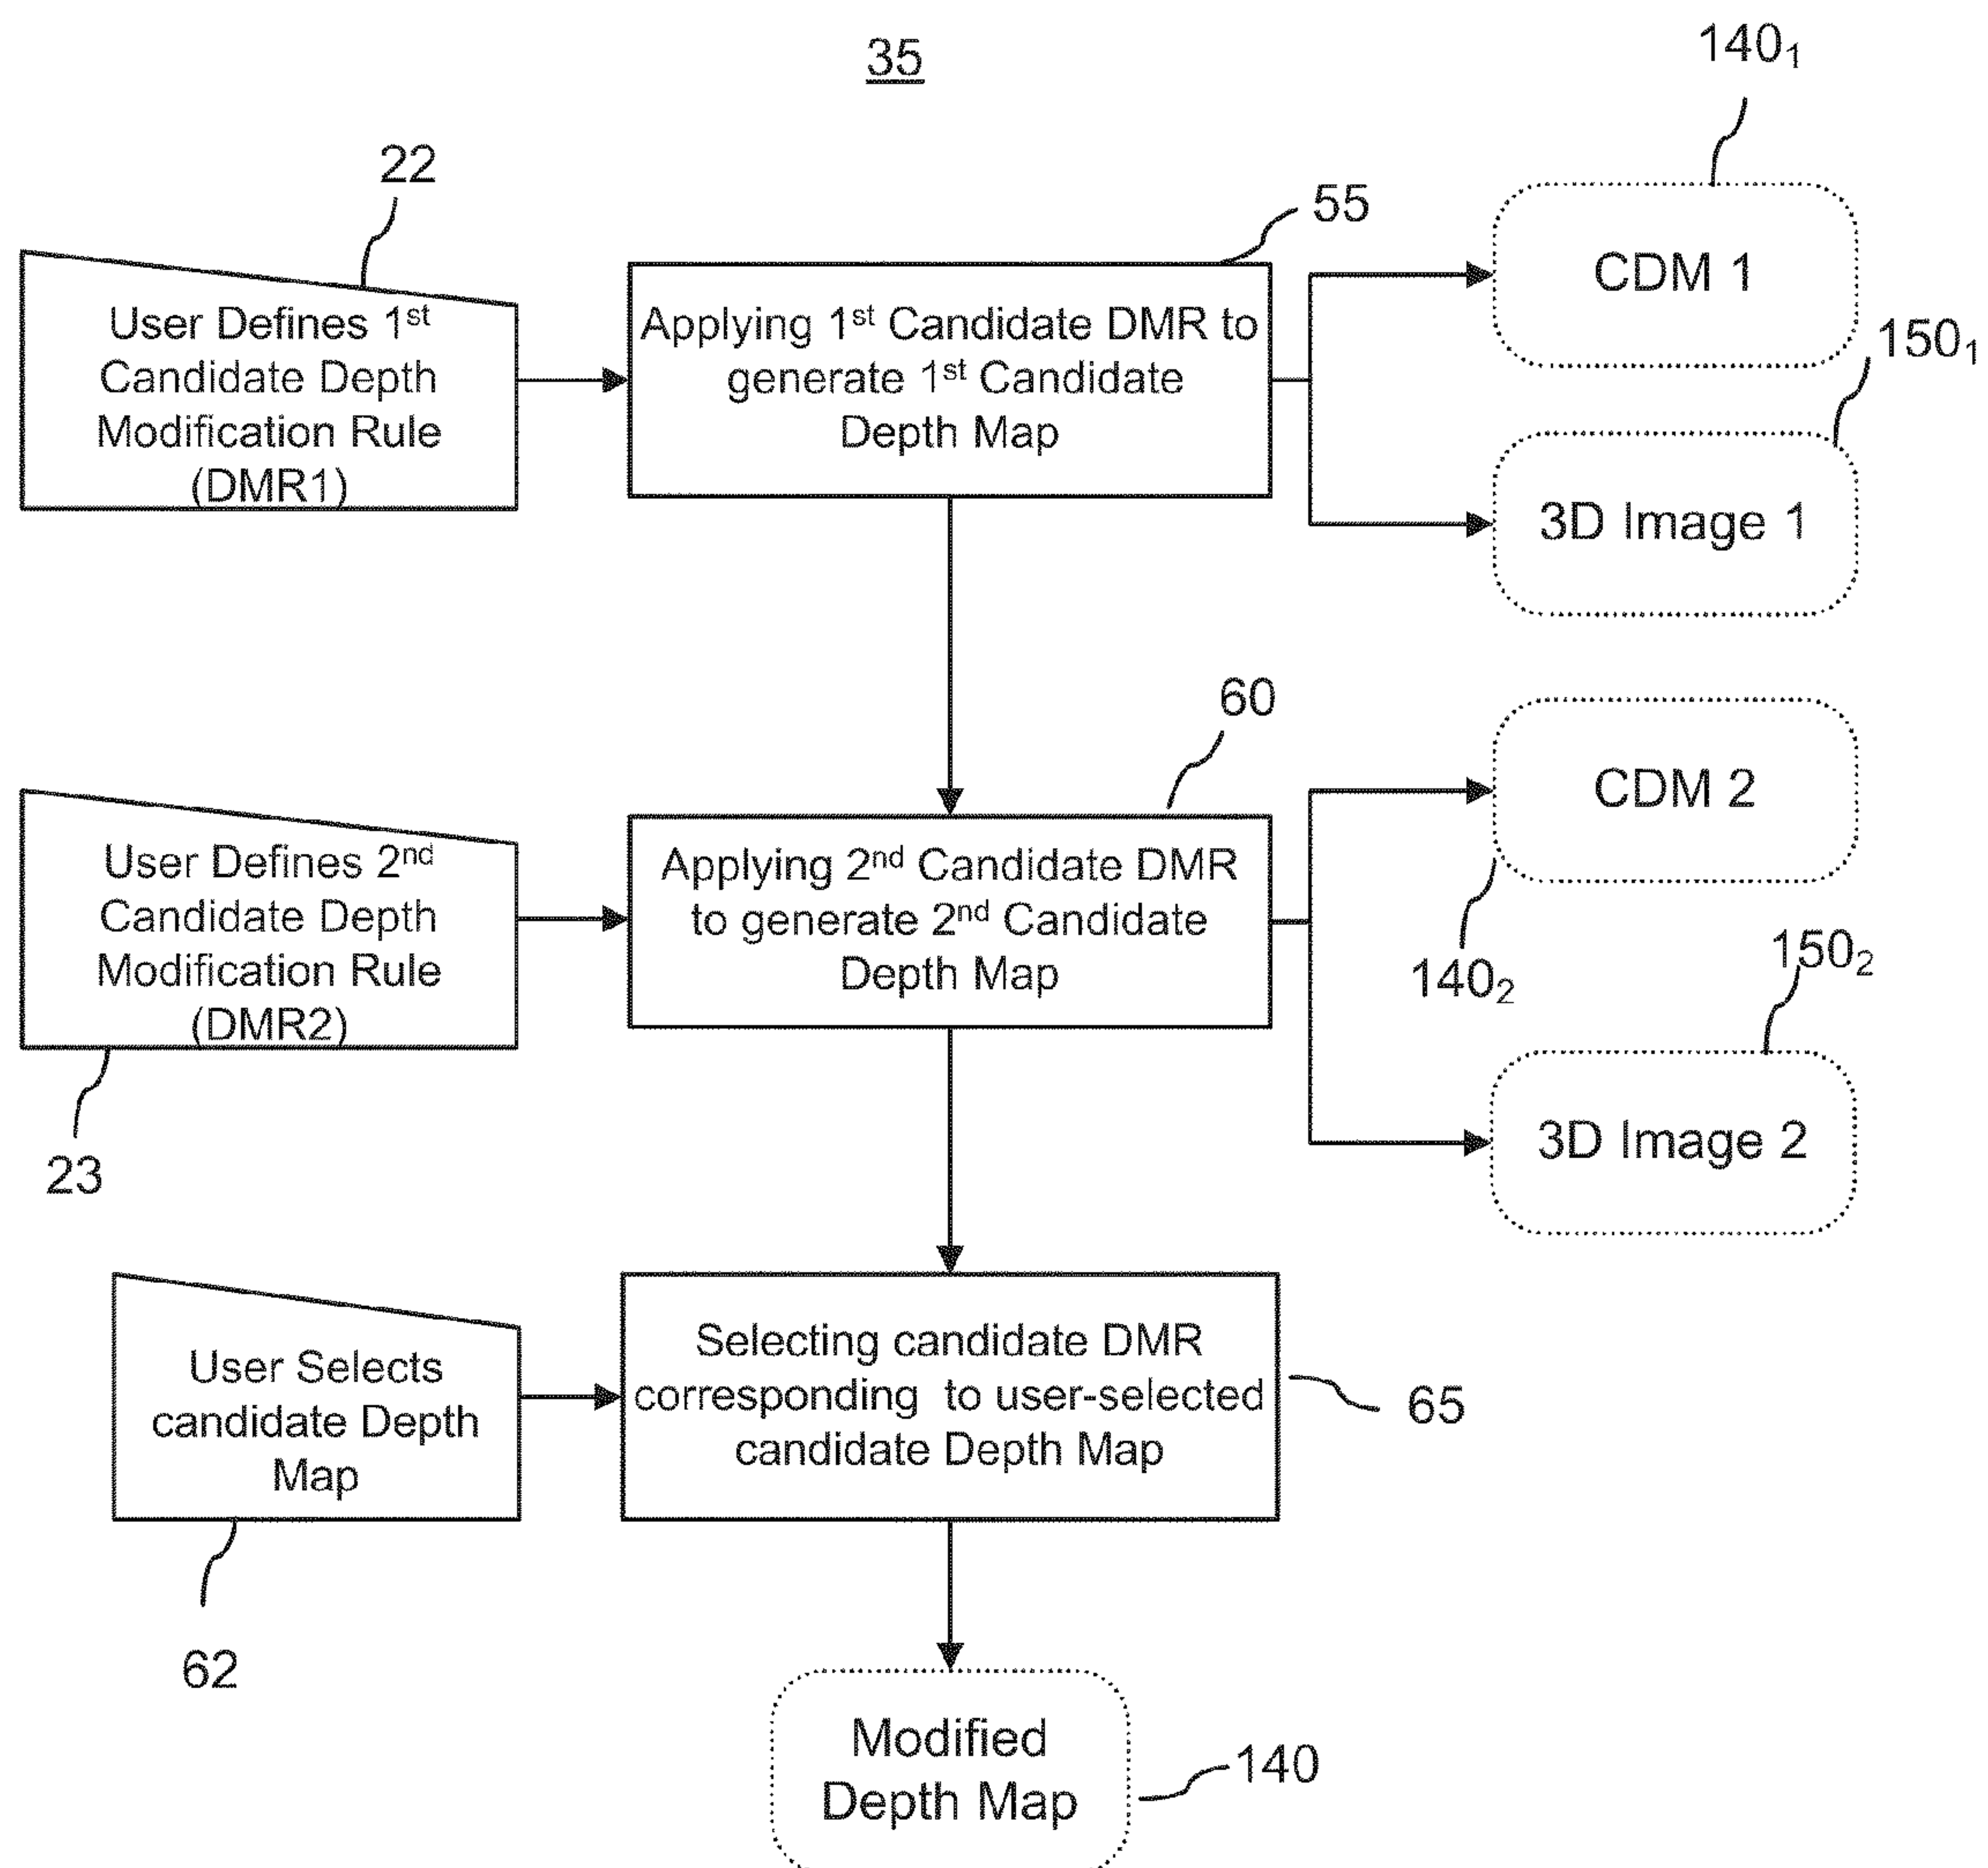 35
140₁
22
55
CDM 1
User Defines 1st
Candidate Depth
Modification Rule
(DMR1)
Applying 1st Candidate DMR to
generate 1st Candidate
Depth Map
150₁
3D Image 1
60
CDM 2
User Defines 2nd
Candidate Depth
Modification Rule
(DMR2)
Applying 2nd Candidate DMR
to generate 2nd Candidate
Depth Map
140₂
150₂
23
3D Image 2
User Selects
candidate Depth
Map
Selecting candidate DMR
corresponding to user-selected
candidate Depth Map
65
62
Modified
Depth Map
140